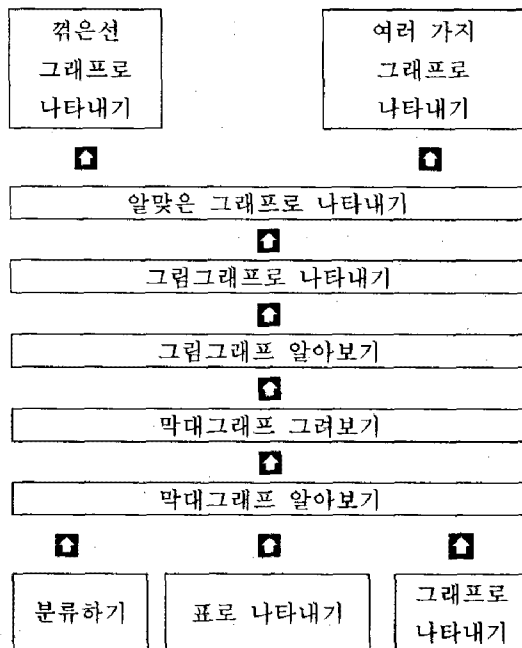 꺾은선
그래프로
나타내기
여러 가지
그래프로
나타내기
알맞은 그래프로 나타내기
그림그래프로 나타내기
그림그래프 알아보기
막대그래프 그려보기
막대그래프 알아보기
분류하기
표로 나타내기
그래프로
나타내기